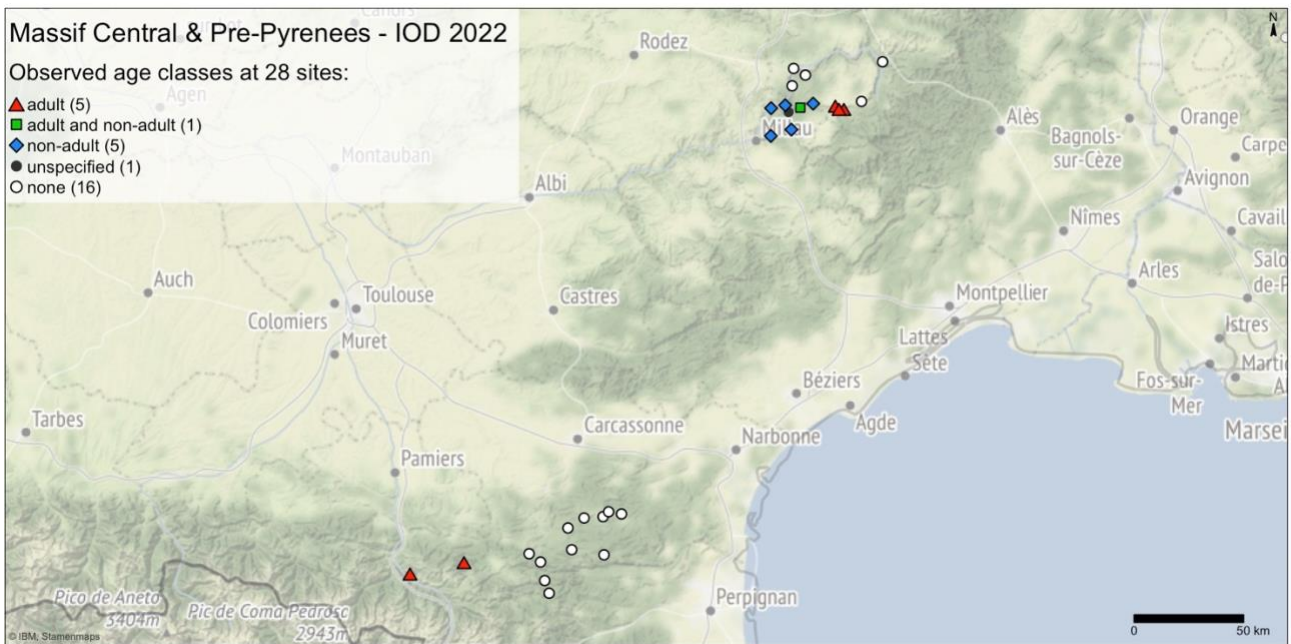 Massif Central & Pre-Pyrenees - IOD 2022
Observed age classes at 28 sites:
adult (5)
adult and non-adult (1)
non-adult (5)
unspecified (1)
none (16)
N
Cahors
Agen
Montauban
Rodez
Millau
Albi
Alès
Bagnols-
sur-Cèze
Orange
Carpe
Avignon
Nîmes
Cavail
Salo
de-P
Arles
Auch
Toulouse
Colomiers
Muret
Castres
Montpellier
Lattes
Sète
Istres
Marti
Fos-sur-
Mer
A
Béziers
Agde
Tarbes
Carcassonne
Narbonne
Marsei
Pamiers
Pico de Aneto
3404m
Pic de Coma Pedrosa
2943m
Perpignan
0 50 km
© IBM, Stamenmaps